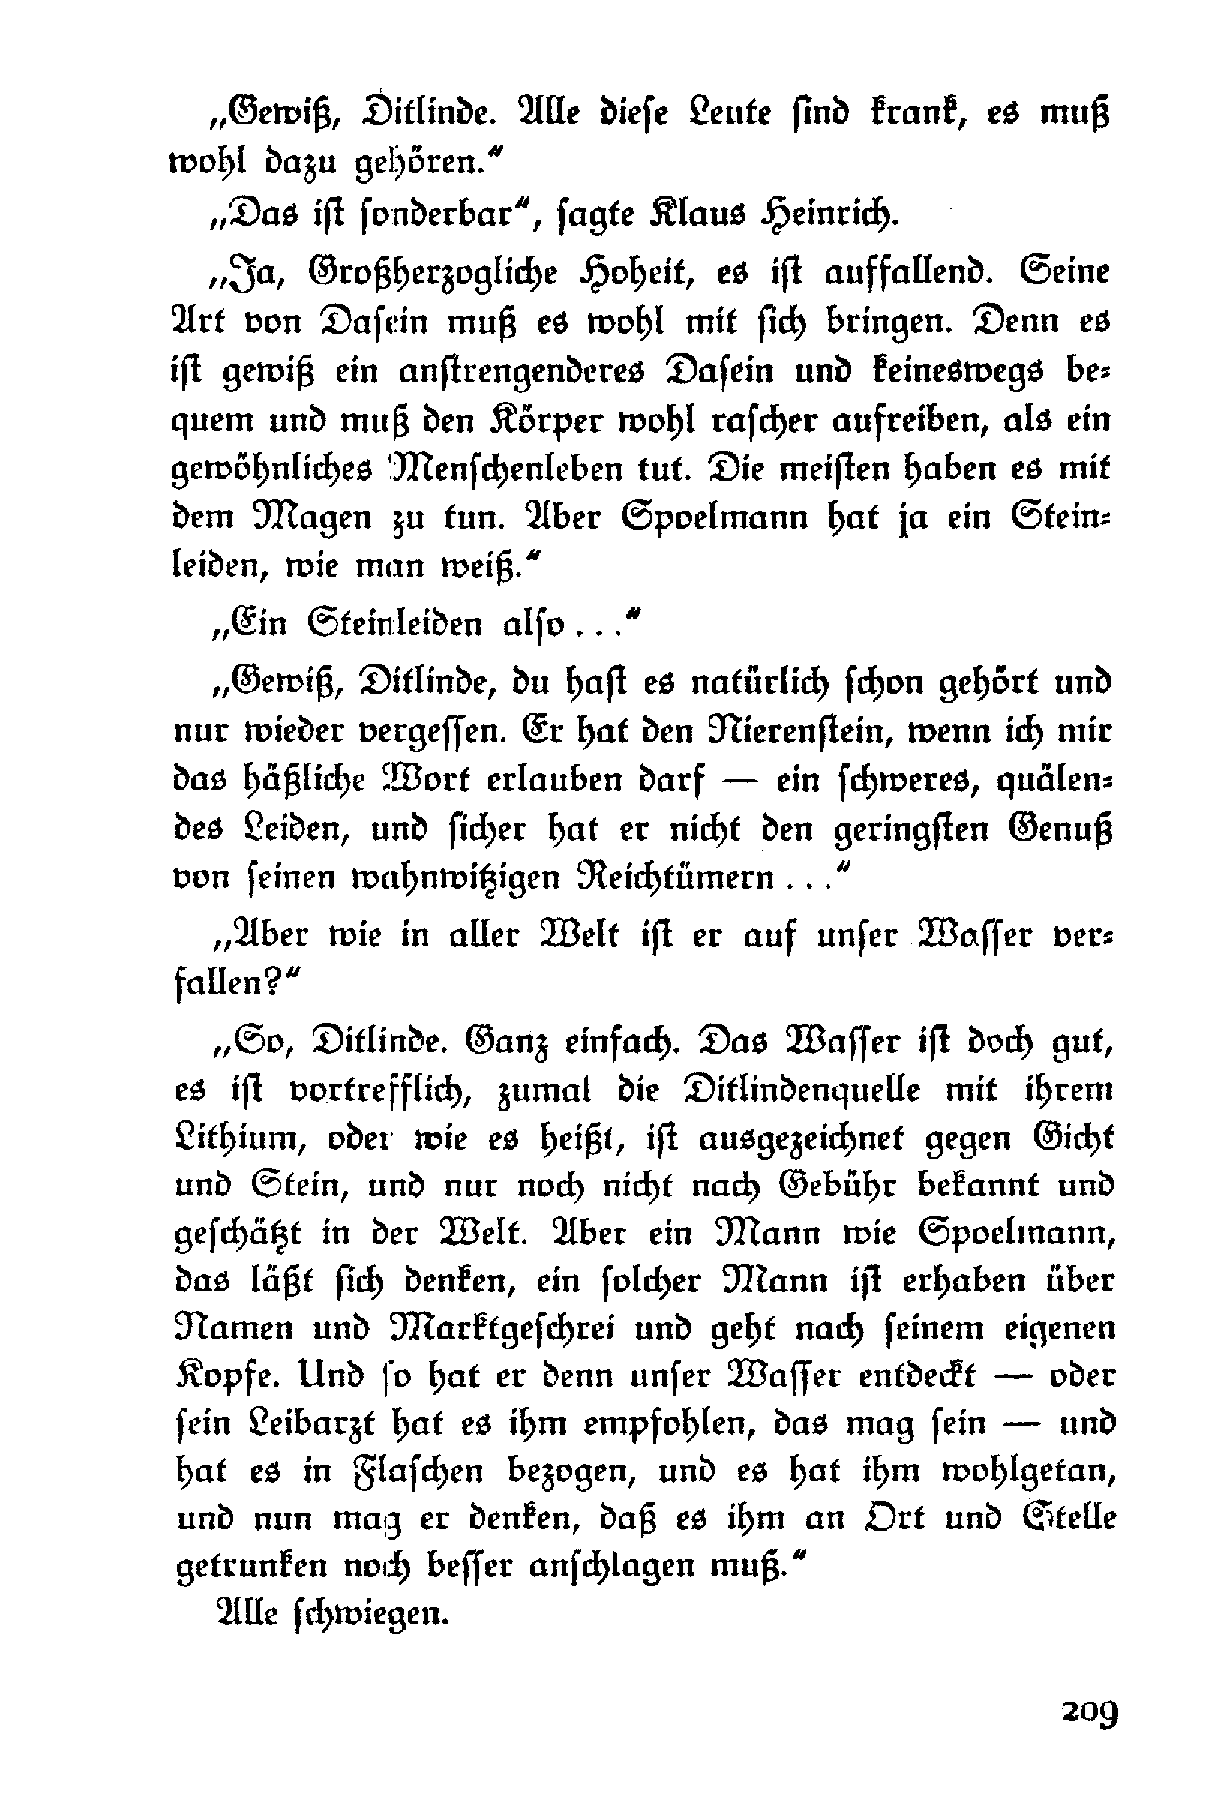 „Gewiß, Ditlinde. Alle dieſe Leute ſind krank, es muß
wohl dazu gehören.“
„Das iſt ſonderbar“, ſagte Klaus Heinrich.
„Ja, Großherzogliche Hoheit, es iſt auffallend. Seine
Art von Daſein muß es wohl mit ſich bringen. Denn es
iſt gewiß ein anſtrengenderes Daſein und keineswegs be⸗
quem und muß den Körper wohl raſcher aufreiben, als ein
gewöhnliches Menſchenleben tut. Die meiſten haben es mit
dem Magen zu tun. Aber Spoelmann hat ja ein Stein⸗
leiden, wie man weiß.“
„Ein Steinleiden alſo . . .“
„Gewiß, Ditlinde, du haſt es natürlich ſchon gehört und
nur wieder vergeſſen. Er hat den Nierenſtein, wenn ich mir
das häßliche Wort erlauben darf — ein ſchweres, quälen⸗
des Leiden, und ſicher hat er nicht den geringſten Genuß
von ſeinen wahnwitzigen Reichtümern . . .“
„Aber wie in aller Welt iſt er auf unſer Waſſer ver⸗
fallen?“
„So, Ditlinde. Ganz einfach. Das Waſſer iſt doch gut,
es iſt vortrefflich, zumal die Ditlindenquelle mit ihrem
Lithium, oder wie es heißt, iſt ausgezeichnet gegen Gicht
und Stein, und nur noch nicht nach Gebühr bekannt und
geſchätzt in der Welt. Aber ein Mann wie Spoelmann,
das läßt ſich denken, ein ſolcher Mann iſt erhaben über
Namen und Marktgeſchrei und geht nach ſeinem eigenen
Kopfe. Und ſo hat er denn unſer Waſſer entdeckt — oder
ſein Leibarzt hat es ihm empfohlen, das mag ſein — und
hat es in Flaſchen bezogen, und es hat ihm wohlgetan,
und nun mag er denken, daß es ihm an Ort und Stelle
getrunken noch beſſer anſchlagen muß.“
Alle ſchwiegen.
209